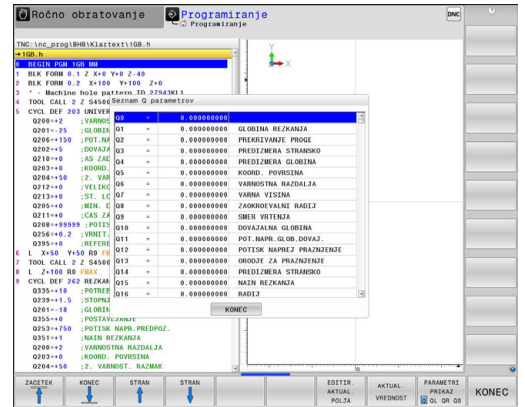 Ročno obratovanje
Programiranje
Programiranje
DNC
TNC:\nc_prog\BHB\Klartext\1GB.h
→1GB.h
0 BEGIN PGM 1GB MM
1 BLK FORM 0.1 Z X+0 Y+0 Z-40
2 BLK FORM 0.2 X+100 Y+100 Z+0
3 * - Machine hole pattern ID 27943KL1
4 TOOL CALL 2 Z S4500
5 CYCL DEF 203 UNIVER
Q200=+2 ;VARNOS
Q201=-25 ;GLOBIN
Q206=+150 ;POT.NA
Q202=+5 ;DOVAJA
Q210=+0 ;AS ZAD
Q203=+0 ;KOORD.
Q204=+50 ;2. VAR
Q212=+0 ;VELIKO
Q213=+0 ;ST. LO
Q205=+0 ;MIN. D
Q211=+0 ;CAS ZA
Q208=+99999 ;POTIS
Q256=+0.2 ;VRNIT.
Q395=+0 ;REFERE
6 L X+50 Y+50 R0 FM
7 TOOL CALL 2 Z S4500
8 L Z+100 R0 FMAX
9 CYCL DEF 262 REZKAN
Q335=+10 ;POTREB
Q239=+1.5 ;STOPNJ
Q201=-18 ;GLOBIN
Q355=+0 ;POSTAVLJANJE
Q253=+750 ;POTISK NAPR.PREDPOZ.
Q351=+1 ;NAIN REZKANJA
Q200=+2 ;VARNOSTNA RAZDALJA
Q203=+0 ;KOORD. POVRSINA
Q204=+50 ;2. VARNOST. RAZMAK
Seznam Q parametrov
Q0 = 0.000000000
Q1 = 0.000000000 GLOBINA REZKANJA
Q2 = 0.000000000 PREKRIVANJE PROGE
Q3 = 0.000000000 PREDIZMERA STRANSKO
Q4 = 0.000000000 PREDIZMERA GLOBINA
Q5 = 0.000000000 KOORD. POVRSINA
Q6 = 0.000000000 VARNOSTNA RAZDALJA
Q7 = 0.000000000 VARNA VISINA
Q8 = 0.000000000 ZAOKROEVALNI RADIJ
Q9 = 0.000000000 SMER VRTENJA
Q10 = 0.000000000 DOVAJALNA GLOBINA
Q11 = 0.000000000 POT.NAPR.GLOB.DOVAJ.
Q12 = 0.000000000 POTISK NAPREJ PRAZNJENJE
Q13 = 0.000000000 ORODJE ZA PRAZNJENJE
Q14 = 0.000000000 PREDIZMERA STRANSKO
Q15 = 0.000000000 NAIN REZKANJA
Q16 = 0.000000000 RADIJ
KONEC
Y
X
0
ZACETEK
KONEC
STRAN
STRAN
EDITIR.
AKTUAL.
POLJA
AKTUAL.
VREDNOST
PARAMETRI
PRIKAZ
Q QL QR QS
KONEC